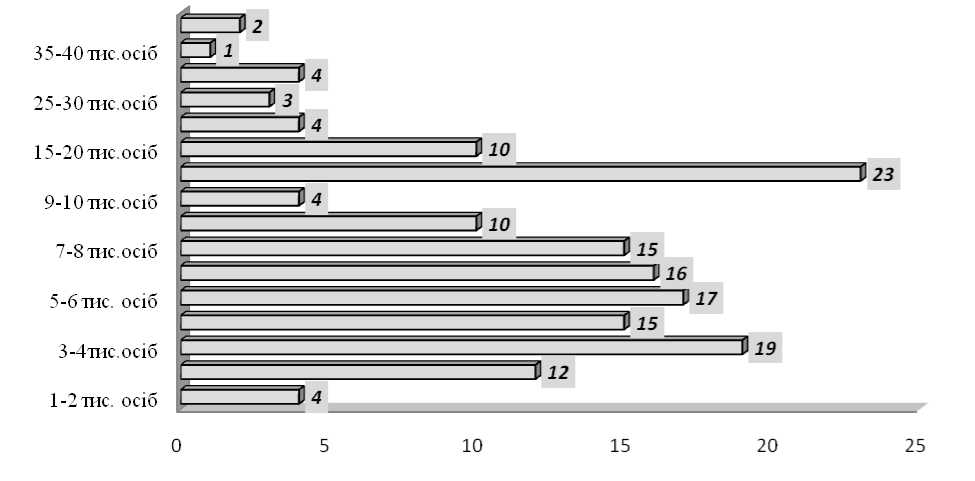 2
35-40 тис.осіб 1
4
25-30 тис.осіб 3
4
15-20 тис.осіб 10
23
9-10 тис.осіб 4
10
7-8 тис.осіб 15
16
5-6 тис. осіб 17
15
3-4тис.осіб 19
12
1-2 тис. осіб 4
0 5 10 15 20 25